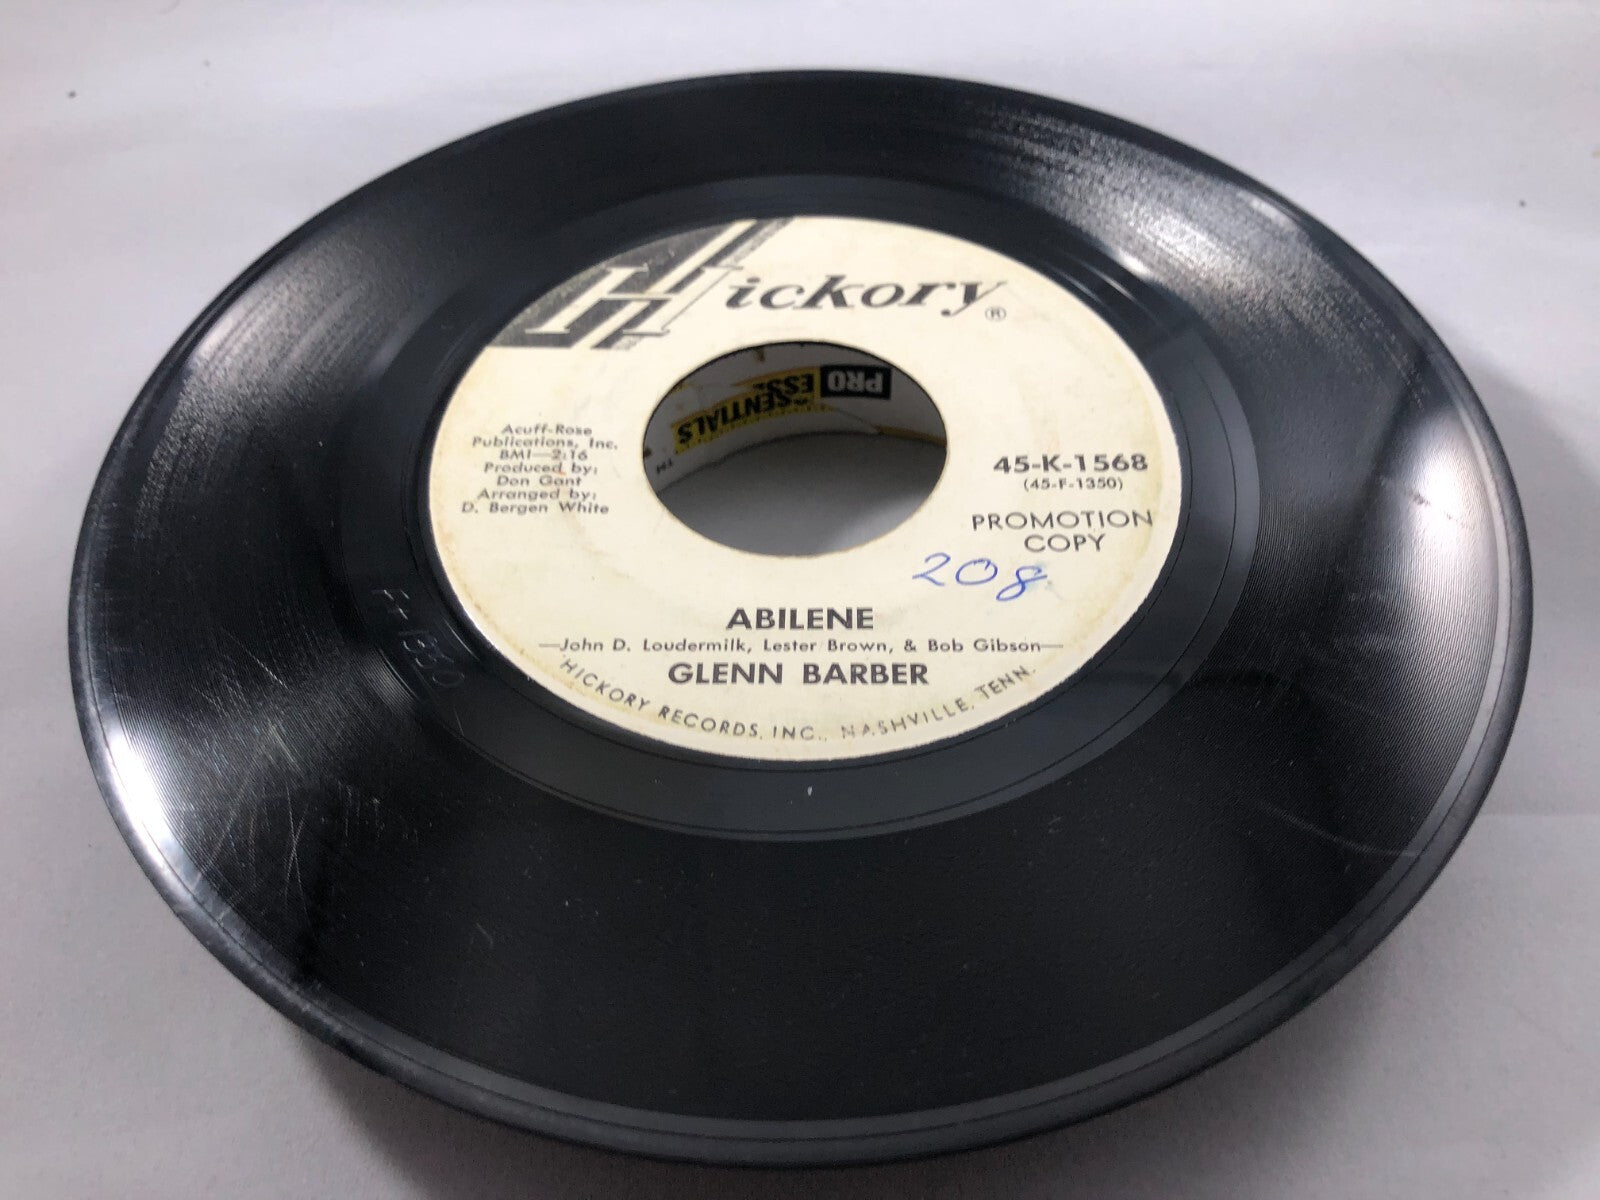 Hickory®
PRO
ESSENTIALS
™
Acuff-Rose
Publications, Inc.
BMI—2:16
Produced by:
Don Gant
Arranged by:
D. Bergen White
45-K-1568
(45-F-1350)
PROMOTION
COPY
208
ABILENE
—John D. Loudermilk, Lester Brown, & Bob Gibson—
GLENN BARBER
HICKORY RECORDS, INC., NASHVILLE, TENN.